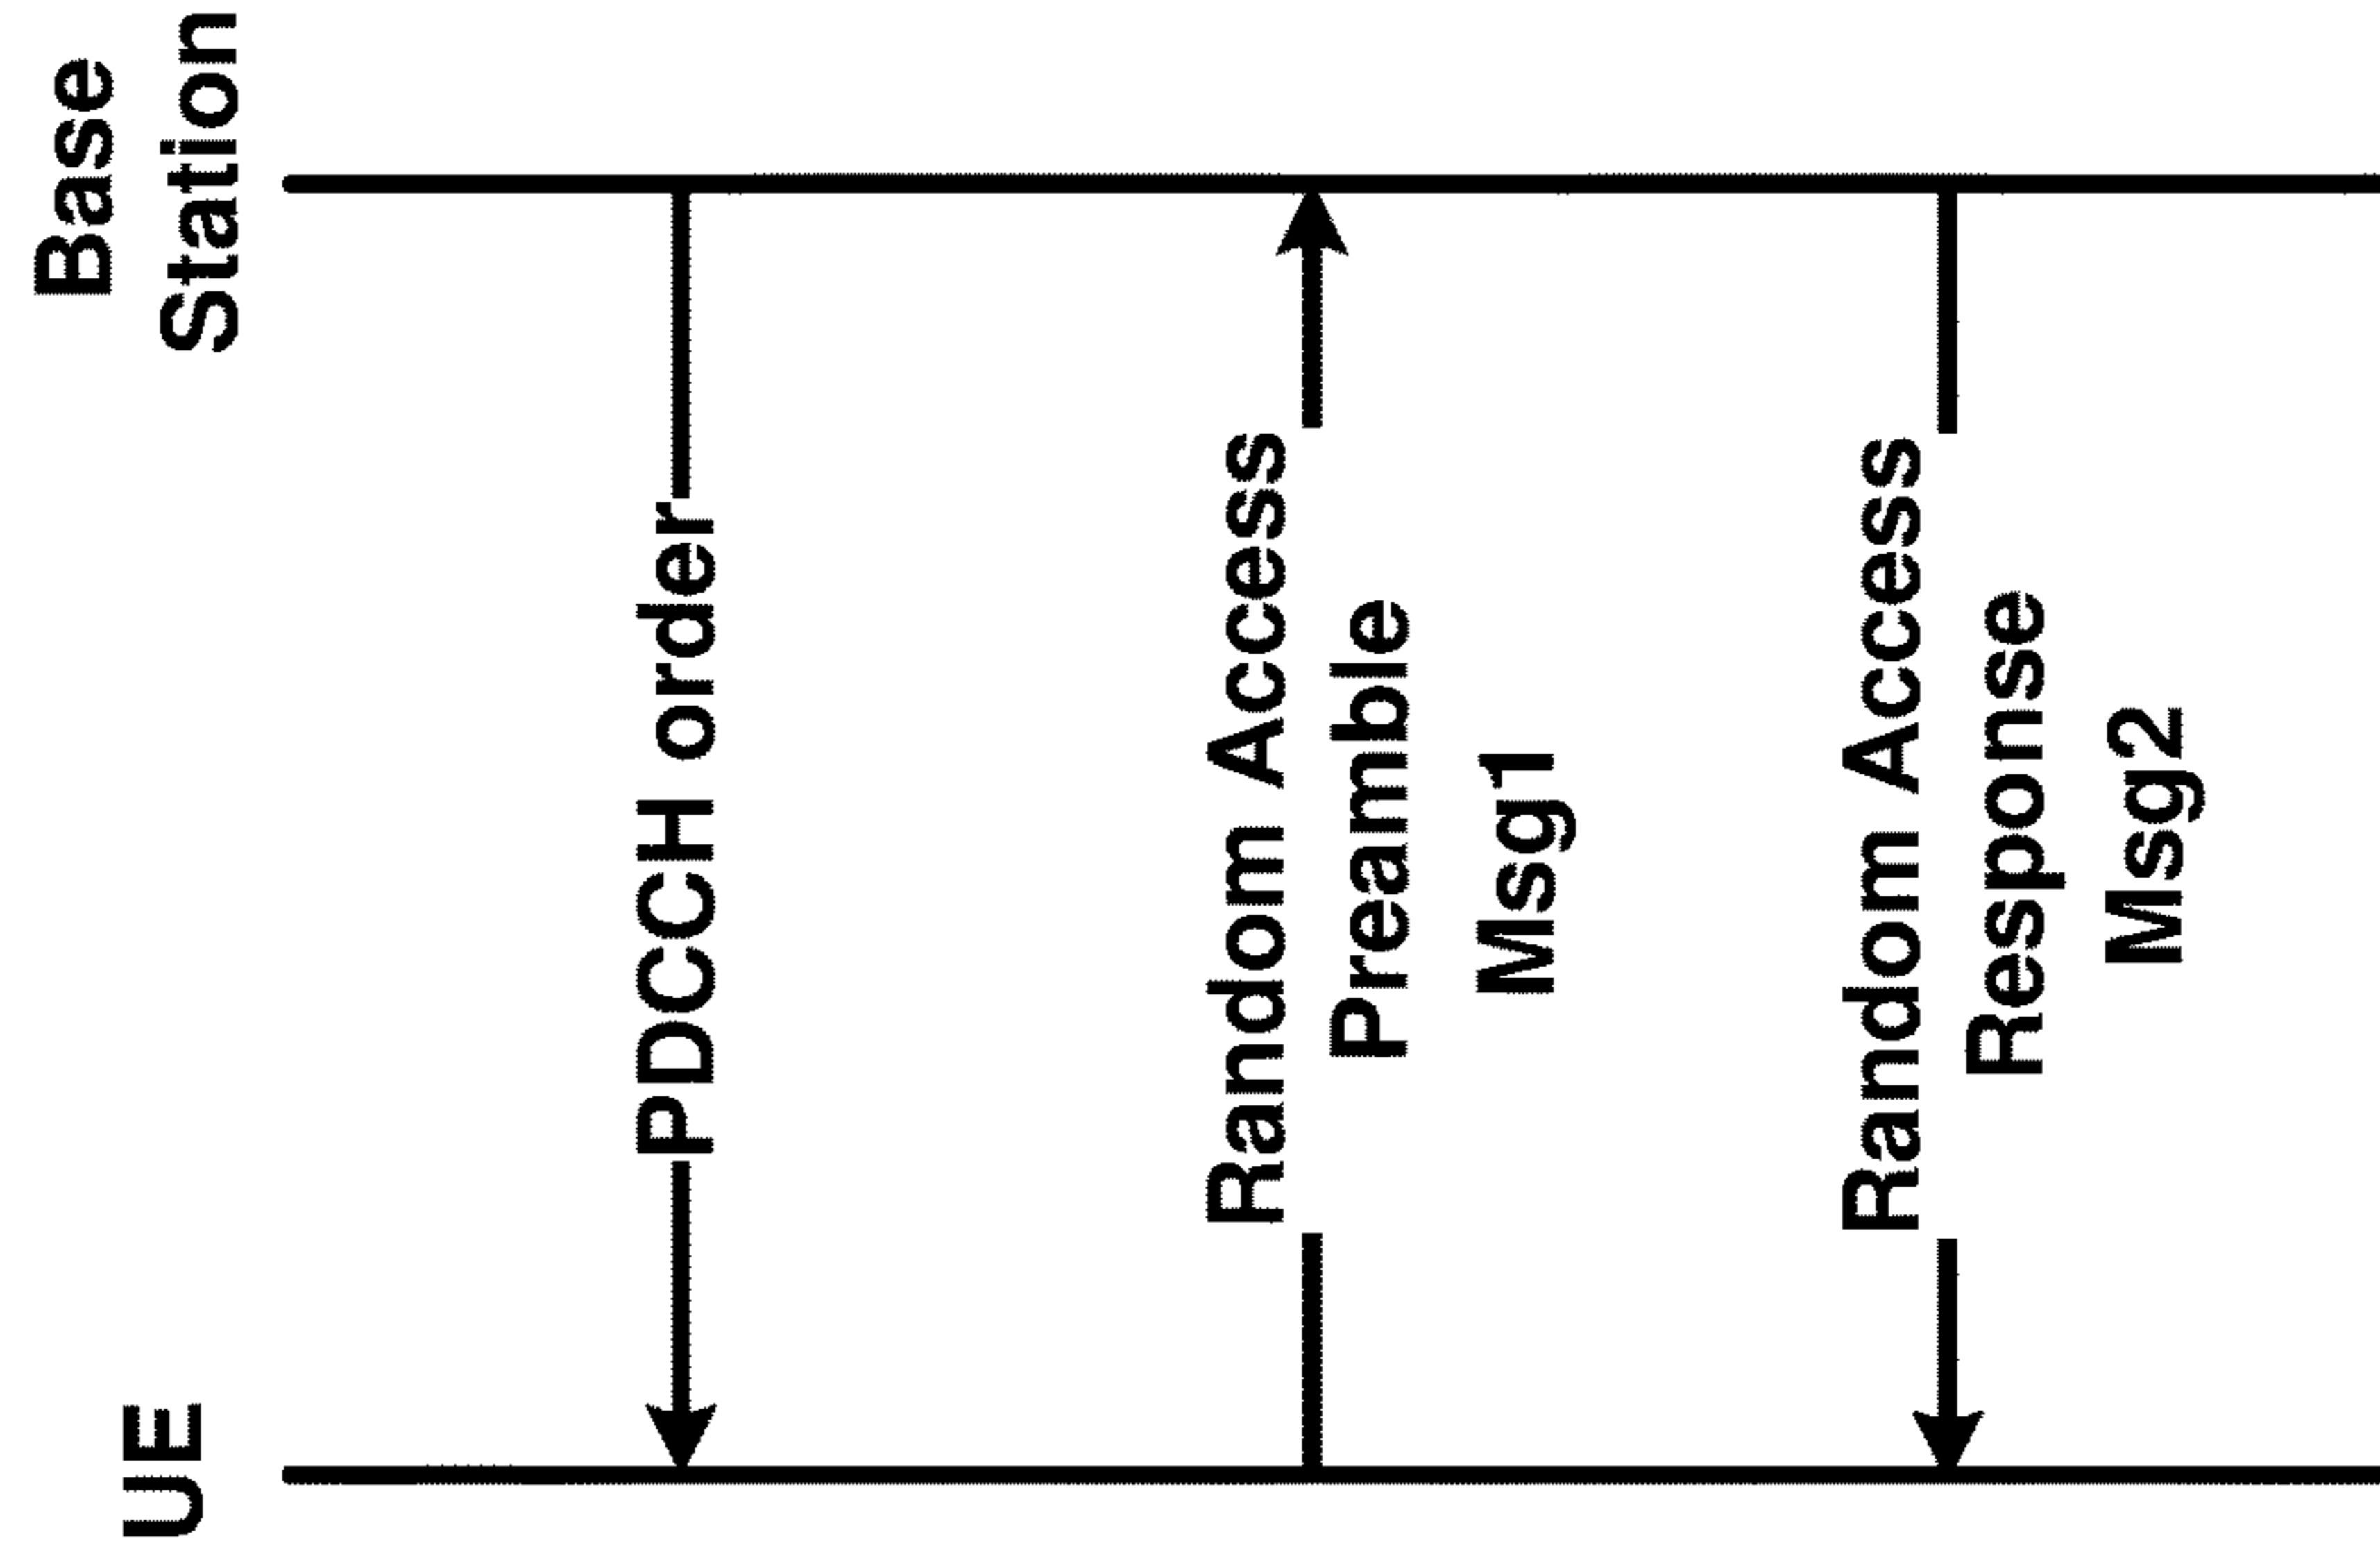 UE
Base
Station
PDCCH order
Random Access
Preamble
Msg1
Random Access
Response
Msg2